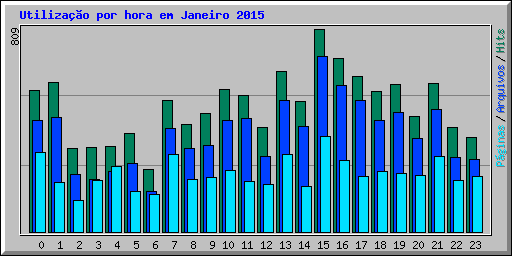 Utilização por hora em Janeiro 2015
809
Páginas / Arquivos / Hits
0 1 2 3 4 5 6 7 8 9 10 11 12 13 14 15 16 17 18 19 20 21 22 23